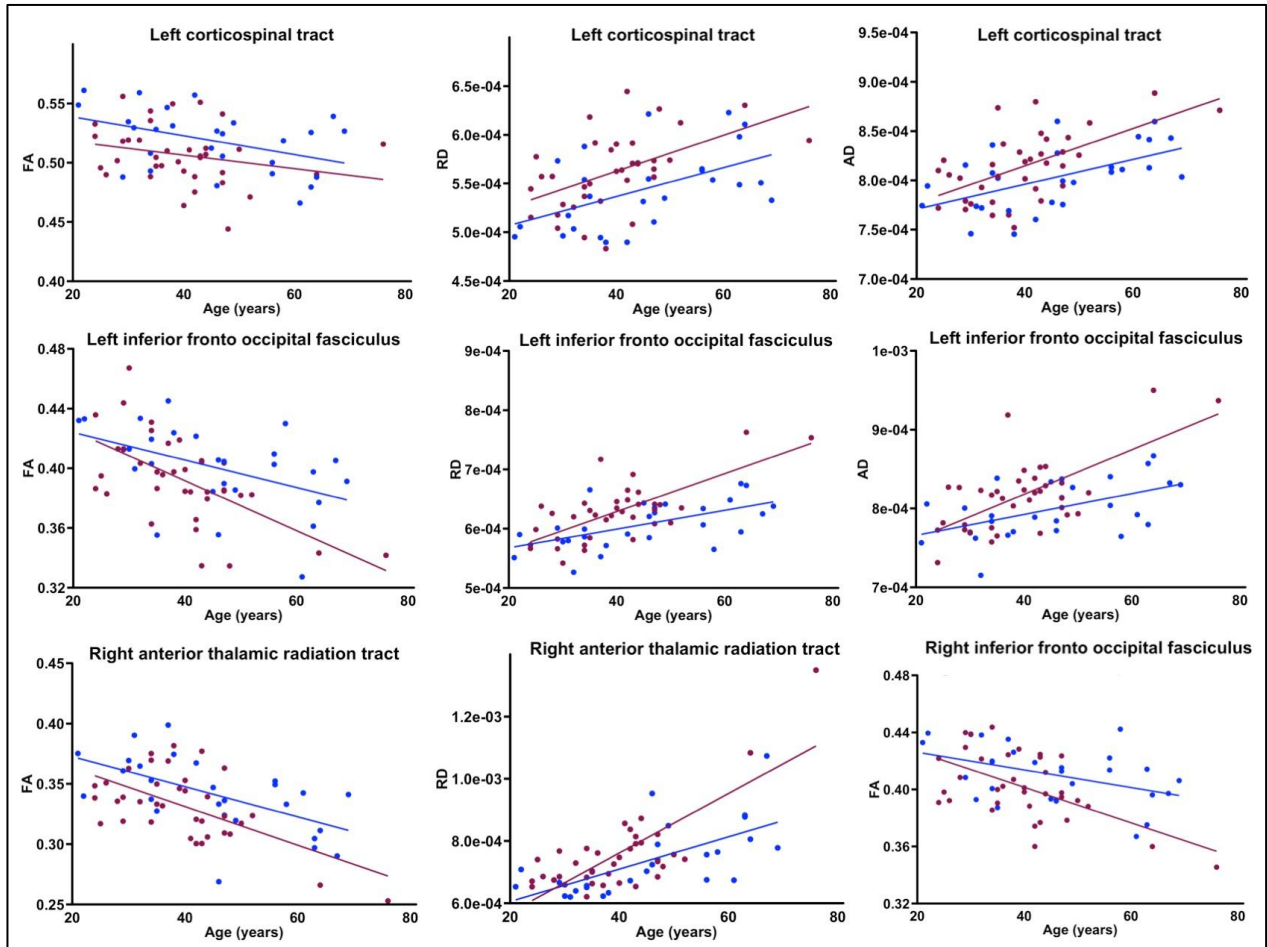 Left corticospinal tract
FA
0.55
0.50
0.45
0.40
20
40
60
80
Age (years)
Left corticospinal tract
RD
6.5e-04
6.0e-04
5.5e-04
5.0e-04
4.5e-04
20
40
60
80
Age (years)
Left corticospinal tract
AD
9.5e-04
9.0e-04
8.5e-04
8.0e-04
7.5e-04
7.0e-04
20
40
60
80
Age (years)
Left inferior fronto occipital fasciculus
FA
0.48
0.44
0.40
0.36
0.32
20
40
60
80
Age (years)
Left inferior fronto occipital fasciculus
RD
9e-04
8e-04
7e-04
6e-04
5e-04
20
40
60
80
Age (years)
Left inferior fronto occipital fasciculus
AD
1e-03
9e-04
8e-04
7e-04
20
40
60
80
Age (years)
Right anterior thalamic radiation tract
FA
0.45
0.40
0.35
0.30
0.25
20
40
60
80
Age (years)
Right anterior thalamic radiation tract
RD
1.2e-03
1.0e-03
8.0e-04
6.0e-04
20
40
60
80
Age (years)
Right inferior fronto occipital fasciculus
FA
0.48
0.44
0.40
0.36
0.32
20
40
60
80
Age (years)